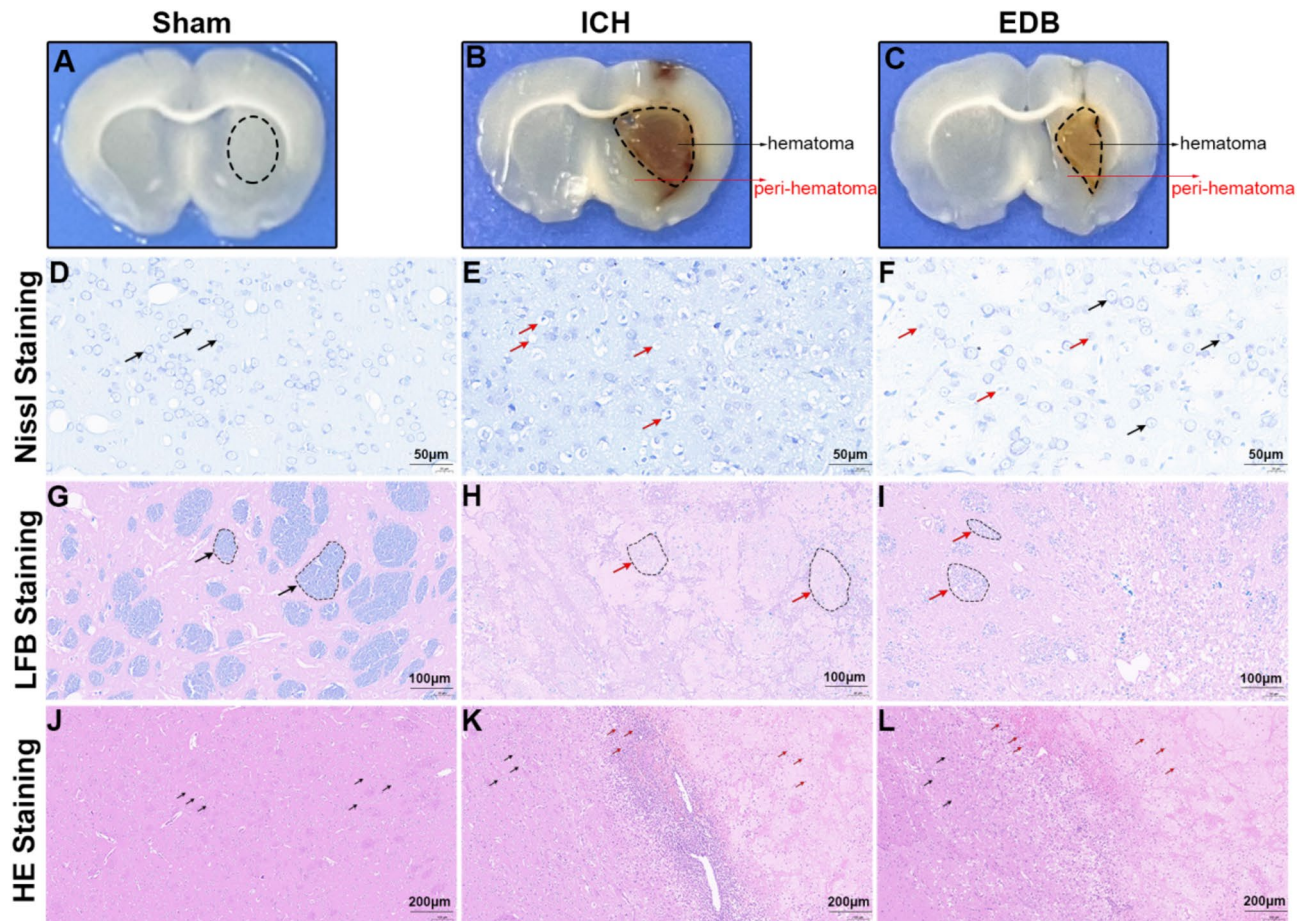 Sham ICH EDB
A B C
hematoma hematoma
peri-hematoma peri-hematoma
Nissl Staining
D E F
50μm 50μm 50μm
LFB Staining
G H I
100μm 100μm 100μm
HE Staining
J K L
200μm 200μm 200μm